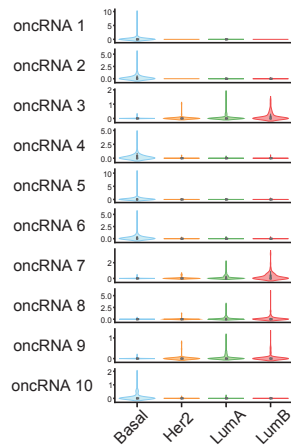 oncRNA 1
10
5
0
oncRNA 2
5.0
2.5
0.0
oncRNA 3
2
1
0
oncRNA 4
5.0
2.5
0.0
oncRNA 5
10
5
0
oncRNA 6
5.0
2.5
0.0
oncRNA 7
2
0
oncRNA 8
5.0
2.5
0.0
oncRNA 9
1
0
oncRNA 10
2
1
0
Basal Her2 LumA LumB